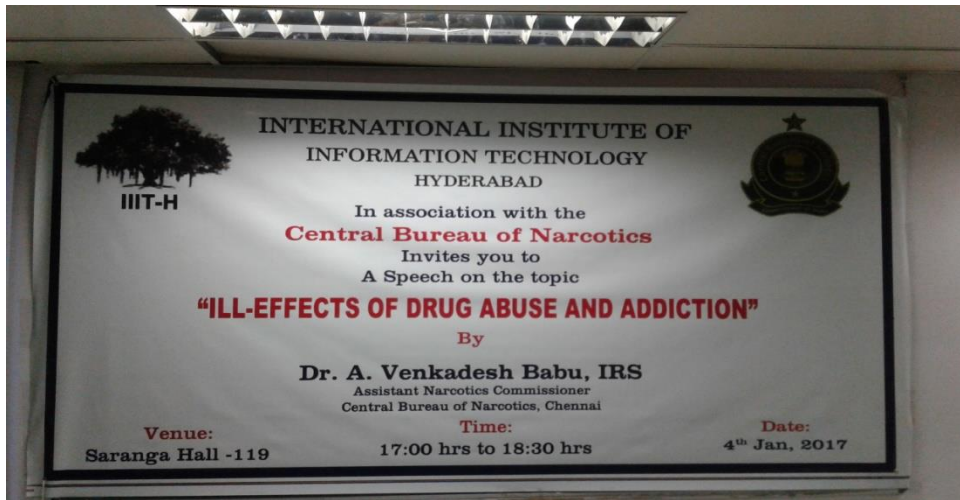 INTERNATIONAL INSTITUTE OF
INFORMATION TECHNOLOGY
HYDERABAD
IIIT-H
In association with the
Central Bureau of Narcotics
Invites you to
A Speech on the topic
“ILL-EFFECTS OF DRUG ABUSE AND ADDICTION”
By
Dr. A. Venkadesh Babu, IRS
Assistant Narcotics Commissioner
Central Bureau of Narcotics, Chennai
Venue:
Saranga Hall -119
Time:
17:00 hrs to 18:30 hrs
Date:
4th Jan, 2017